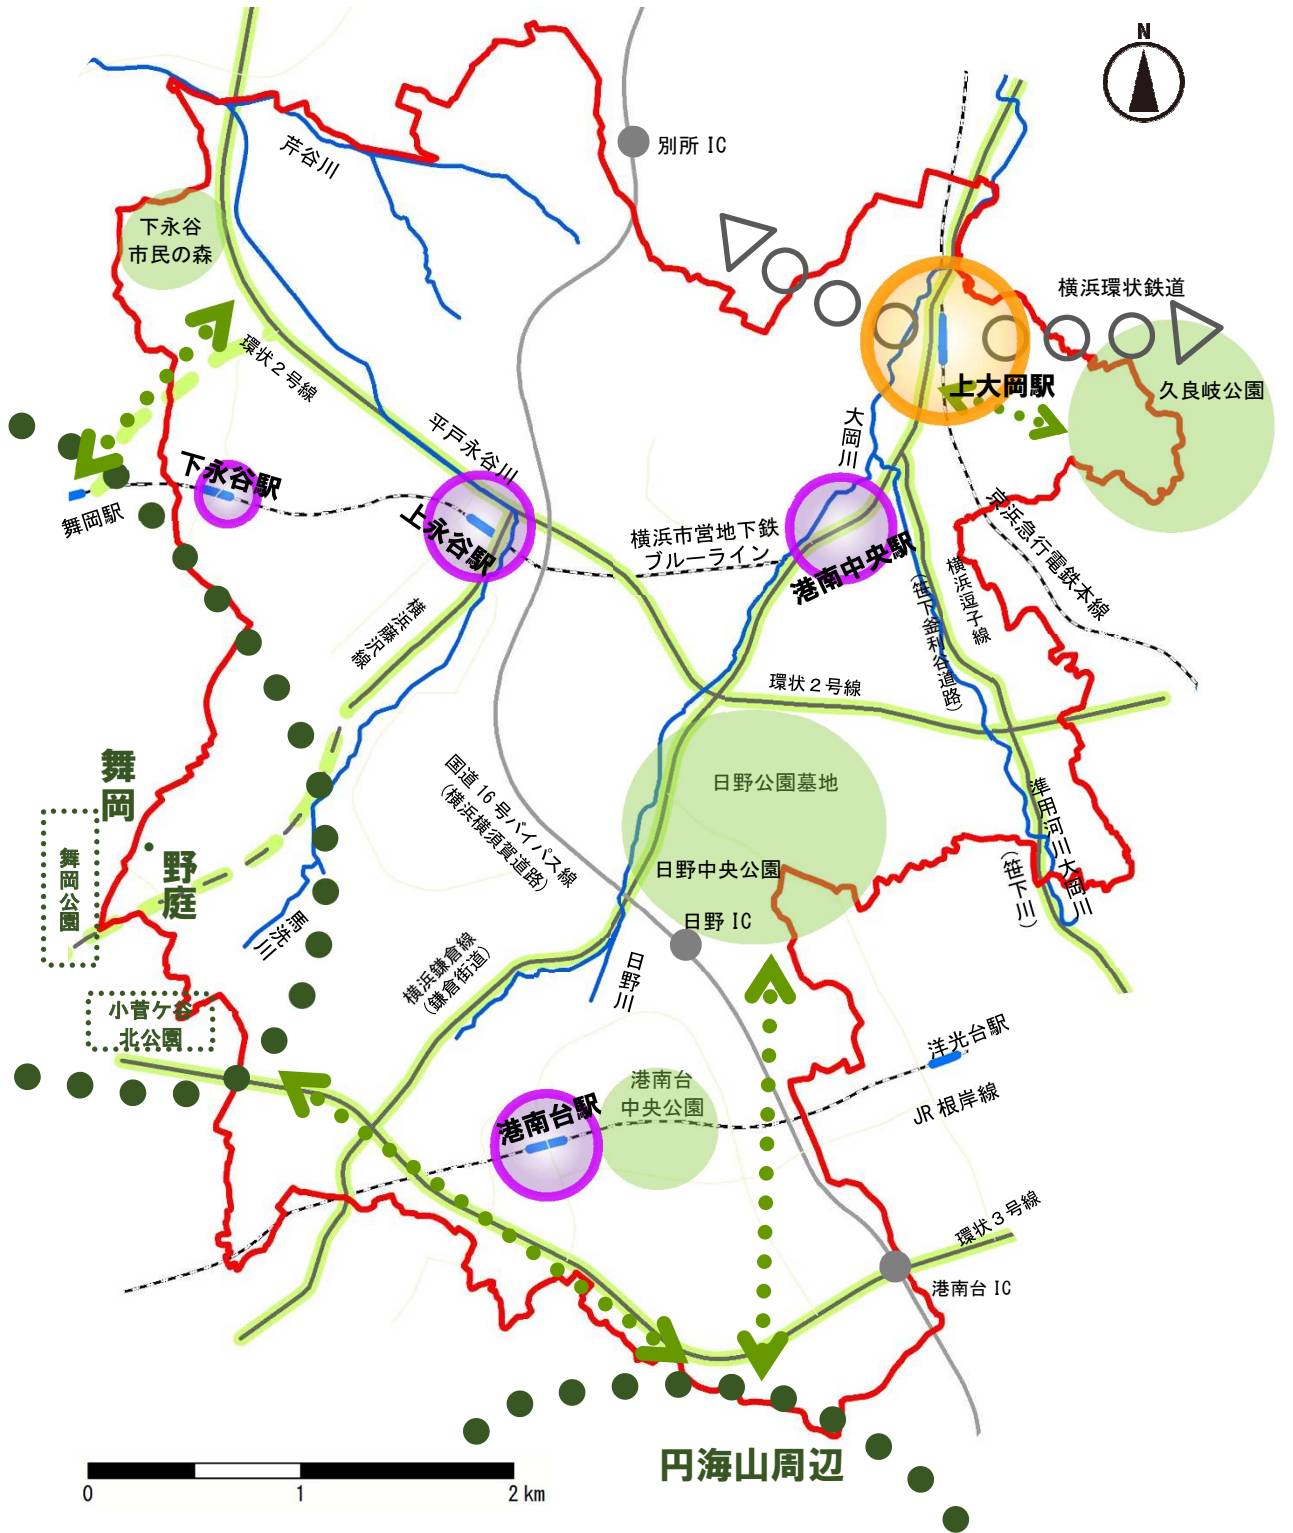 N
別所 IC
芹谷川
下永谷
市民の森
横浜環状鉄道
環状２号線
上大岡駅
久良岐公園
平戸永谷川
大岡川
下永谷駅
舞岡駅
上永谷駅
横浜市営地下鉄
ブルーライン
港南中央駅
京浜急行電鉄本線
横浜逗子線
(笹下釜利谷道路)
横浜藤沢線
環状２号線
舞岡
野庭
舞岡公園
国道16号バイパス線
(横浜横須賀道路)
日野公園墓地
準用河川大岡川
(笹下川)
日野中央公園
日野 IC
馬洗川
横浜鎌倉線
(鎌倉街道)
日野川
小菅ケ谷
北公園
洋光台駅
JR 根岸線
港南台
中央公園
港南台駅
環状３号線
港南台 IC
円海山周辺
0
1
2 km